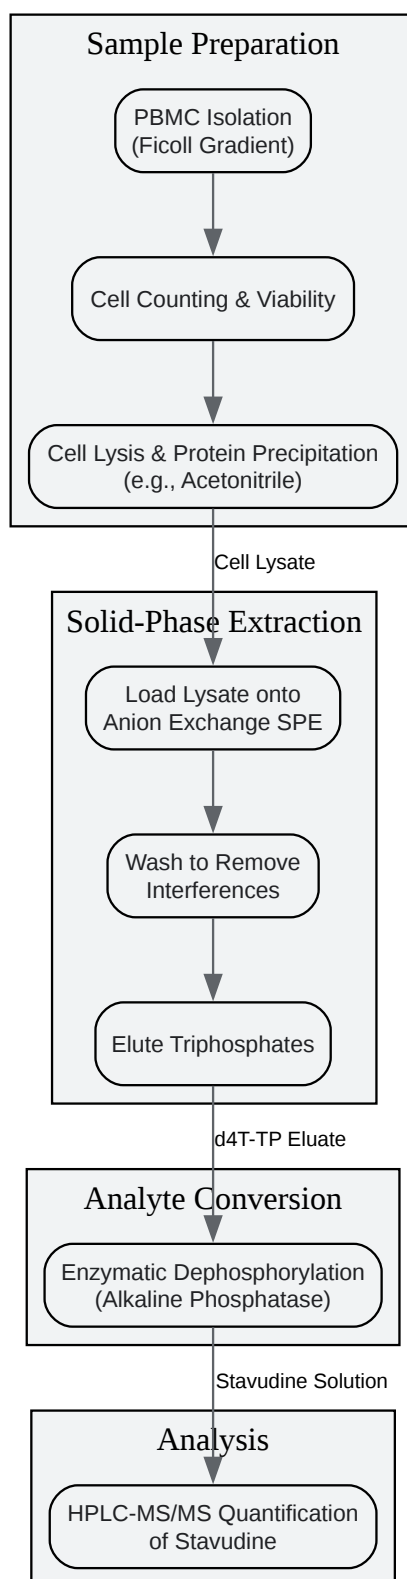 Sample Preparation
PBMC Isolation
(Ficoll Gradient)
Cell Counting & Viability
Cell Lysis & Protein Precipitation
(e.g., Acetonitrile)
Cell Lysate
Solid-Phase Extraction
Load Lysate onto
Anion Exchange SPE
Wash to Remove
Interferences
Elute Triphosphates
d4T-TP Eluate
Analyte Conversion
Enzymatic Dephosphorylation
(Alkaline Phosphatase)
Stavudine Solution
Analysis
HPLC-MS/MS Quantification
of Stavudine